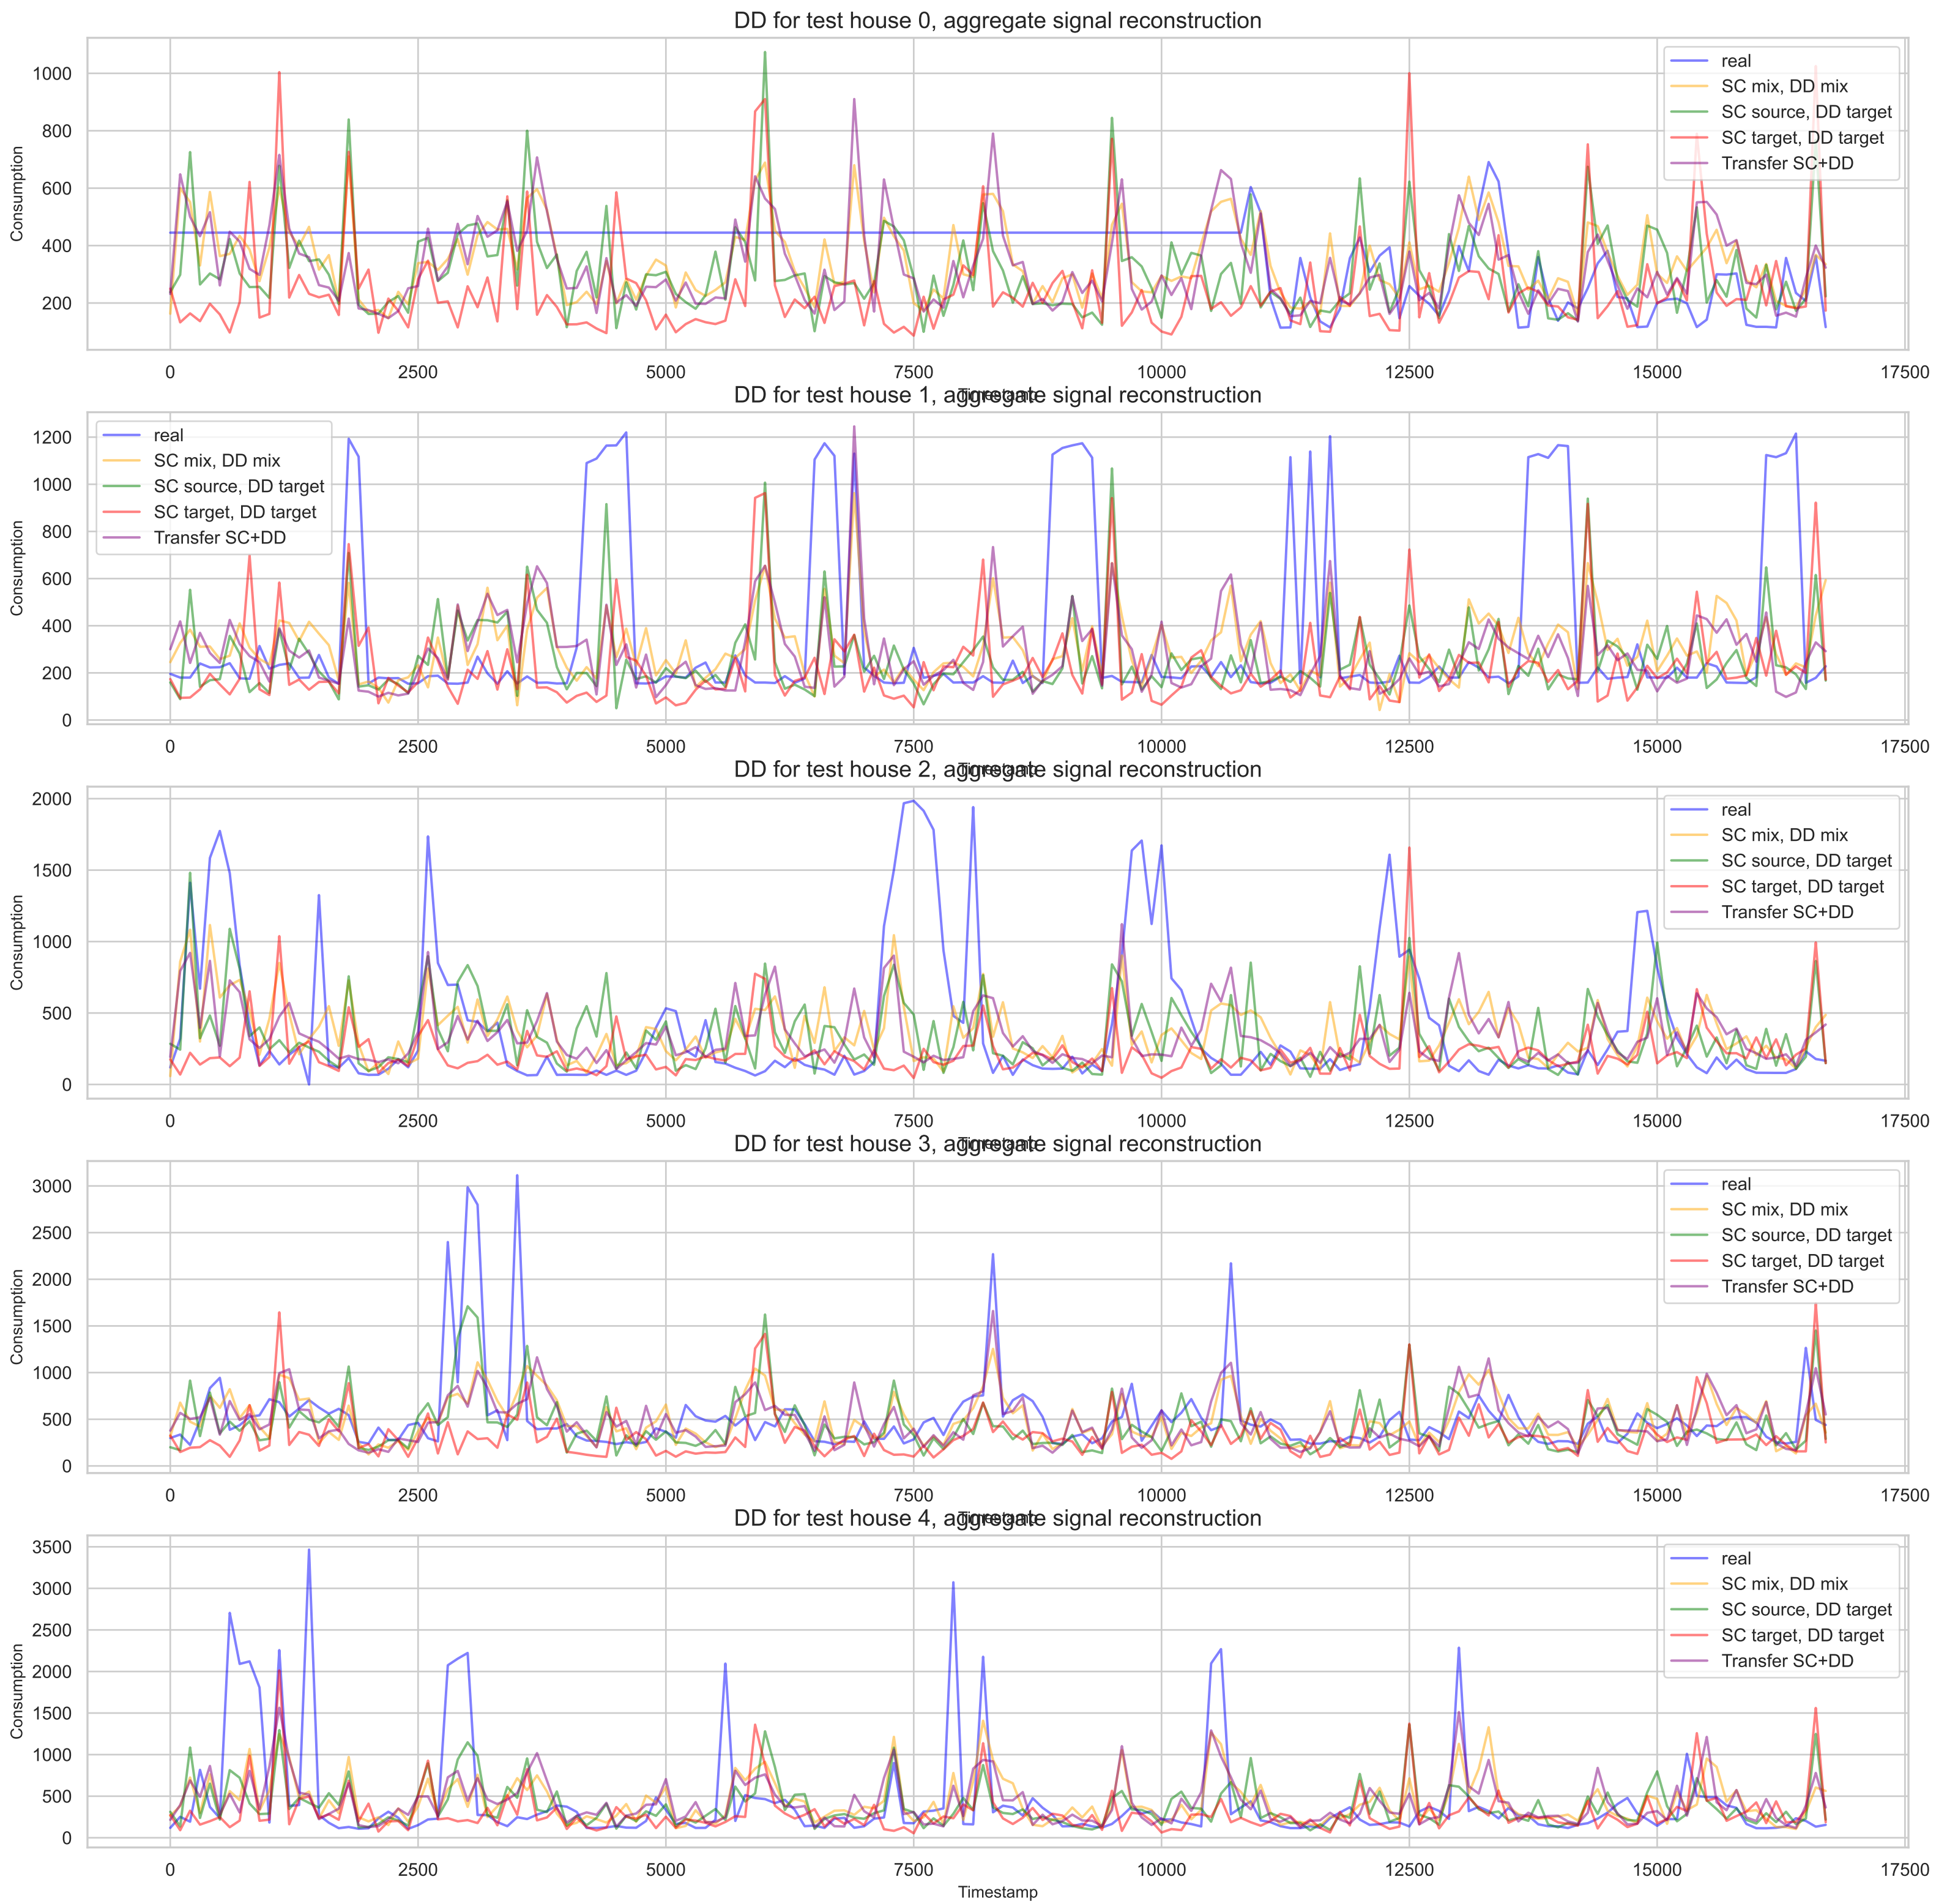 DD for test house 0, aggregate signal reconstruction
Consumption
1000
800
600
400
200
real
SC mix, DD mix
SC source, DD target
SC target, DD target
Transfer SC+DD
0 2500 5000 7500 10000 12500 15000 17500
Timestamp
DD for test house 1, aggregate signal reconstruction
Consumption
1200
1000
800
600
400
200
0
real
SC mix, DD mix
SC source, DD target
SC target, DD target
Transfer SC+DD
0 2500 5000 7500 10000 12500 15000 17500
Timestamp
DD for test house 2, aggregate signal reconstruction
Consumption
2000
1500
1000
500
0
real
SC mix, DD mix
SC source, DD target
SC target, DD target
Transfer SC+DD
0 2500 5000 7500 10000 12500 15000 17500
Timestamp
DD for test house 3, aggregate signal reconstruction
Consumption
3000
2500
2000
1500
1000
500
0
real
SC mix, DD mix
SC source, DD target
SC target, DD target
Transfer SC+DD
0 2500 5000 7500 10000 12500 15000 17500
Timestamp
DD for test house 4, aggregate signal reconstruction
Consumption
3500
3000
2500
2000
1500
1000
500
0
real
SC mix, DD mix
SC source, DD target
SC target, DD target
Transfer SC+DD
0 2500 5000 7500 10000 12500 15000 17500
Timestamp